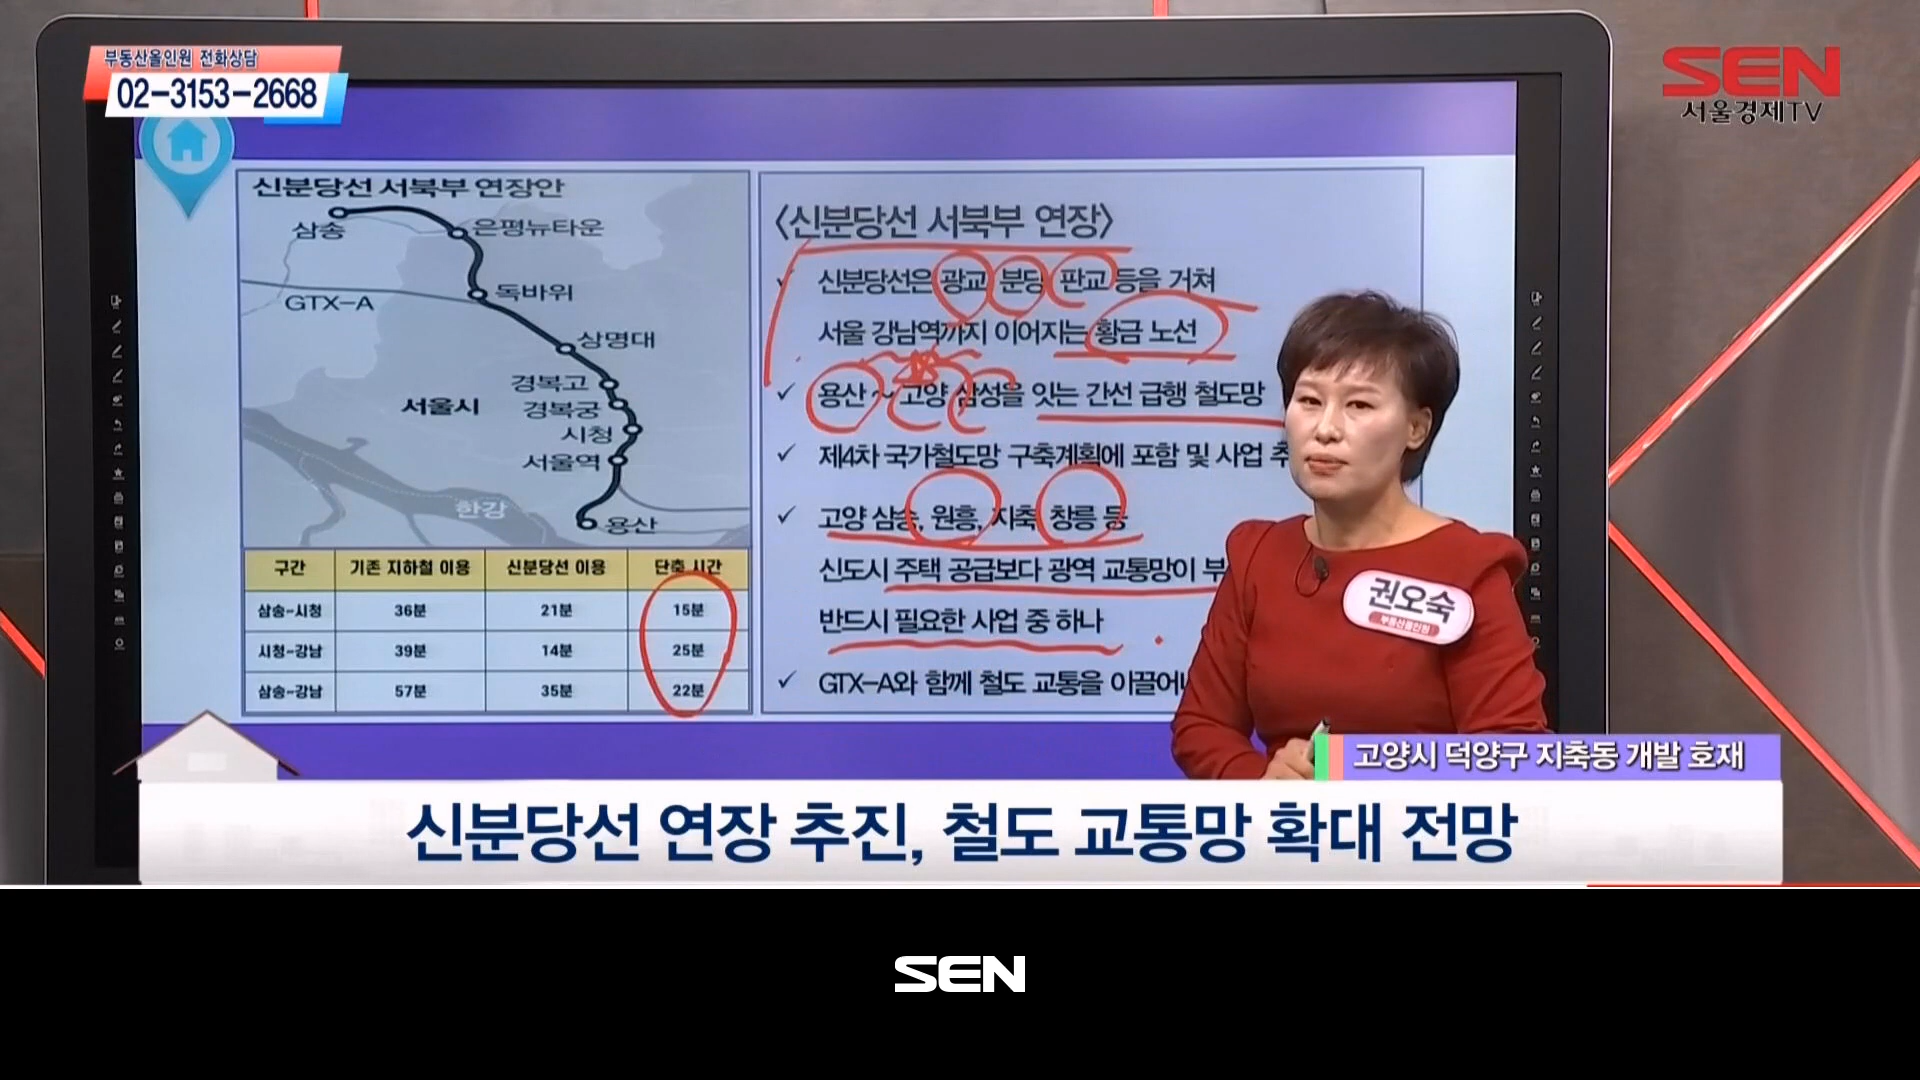 부동산올인원 전화상담
02-3153-2668
SEN
서울경제TV
신분당선 서북부 연장안
삼송
은평뉴타운
독바위
GTX-A
상명대
경복고
서울시
경복궁
시청
서울역
한강
용산
구간 기존 지하철 이용 신분당선 이용 단축 시간
삼송-시청 36분 21분 15분
시청-강남 39분 14분 25분
삼송-강남 57분 35분 22분
<신분당선 서북부 연장>
✓ 신분당선은 광교 분당 판교 등을 거쳐
서울 강남역까지 이어지는 황금 노선
✓ 용산 ~ 고양 삼성을 잇는 간선 급행 철도망
✓ 제4차 국가철도망 구축계획에 포함 및 사업 추
✓ 고양 삼송, 원흥, 지축 창릉 등
신도시 주택 공급보다 광역 교통망이 부
반드시 필요한 사업 중 하나
✓ GTX-A와 함께 철도 교통을 이끌어
권오숙
부동산올인원
고양시 덕양구 지축동 개발 호재
신분당선 연장 추진, 철도 교통망 확대 전망
SEN